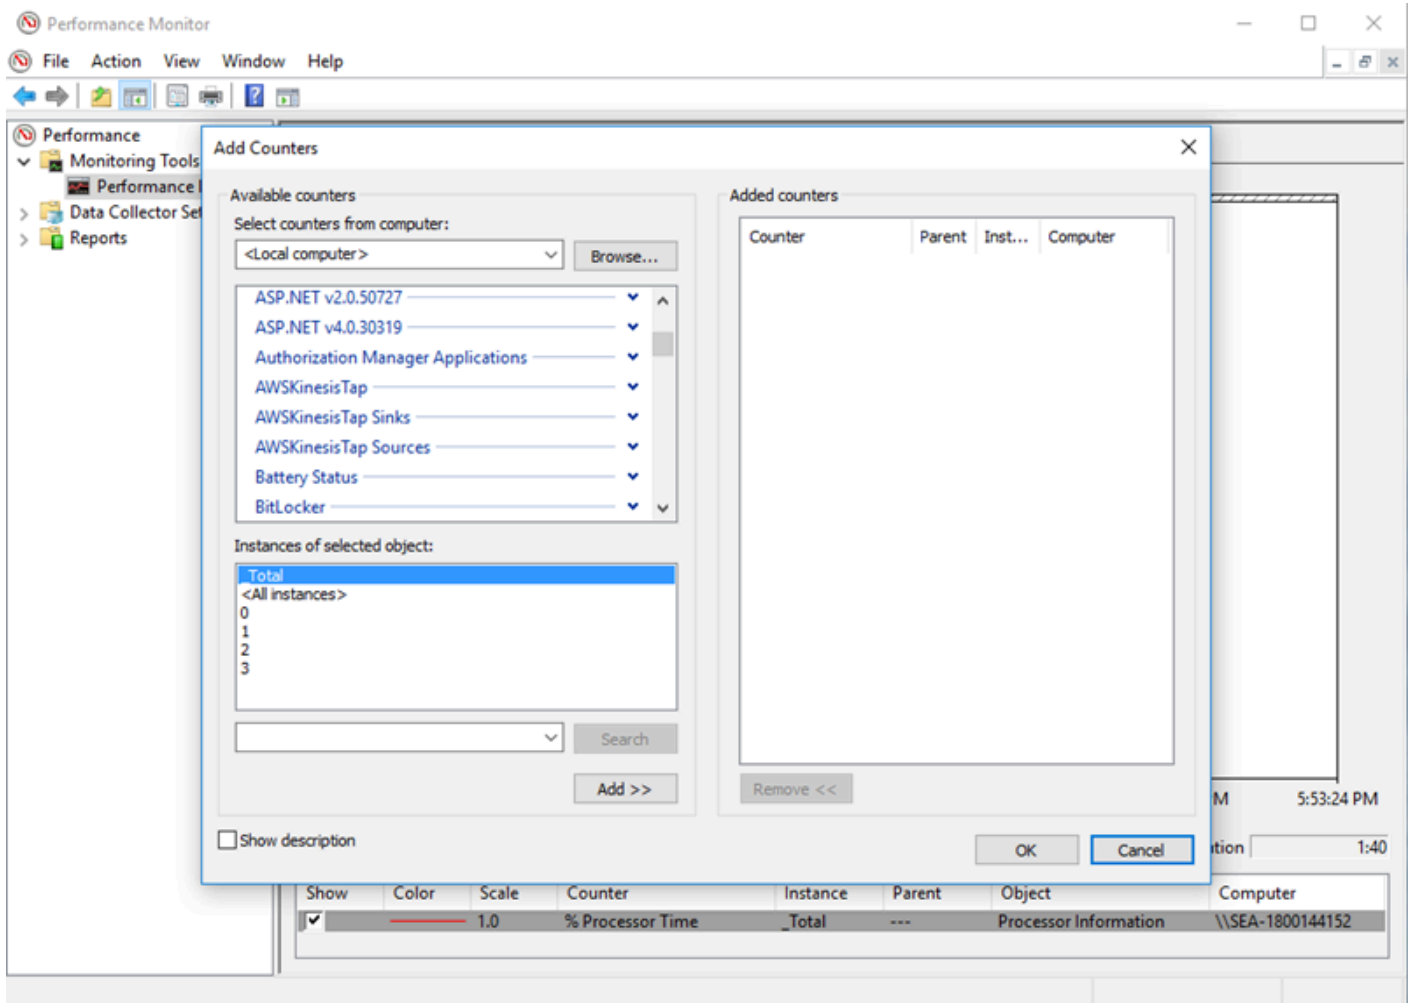 Performance Monitor
File Action View Window Help
Performance
Monitoring Tools
Performance
Data Collector Set
Reports
Add Counters
Available counters
Select counters from computer:
<Local computer>
Browse...
ASP.NET v2.0.50727
ASP.NET v4.0.30319
Authorization Manager Applications
AWSKinesisTap
AWSKinesisTap Sinks
AWSKinesisTap Sources
Battery Status
BitLocker
Instances of selected object:
_Total
<All instances>
0
1
2
3
Search
Add >>
Show description
Added counters
Counter Parent Inst... Computer
Remove <<
OK Cancel
M 5:53:24 PM
tion 1:40
Show Color Scale Counter Instance Parent Object Computer
1.0 % Processor Time _Total --- Processor Information \\SEA-1800144152